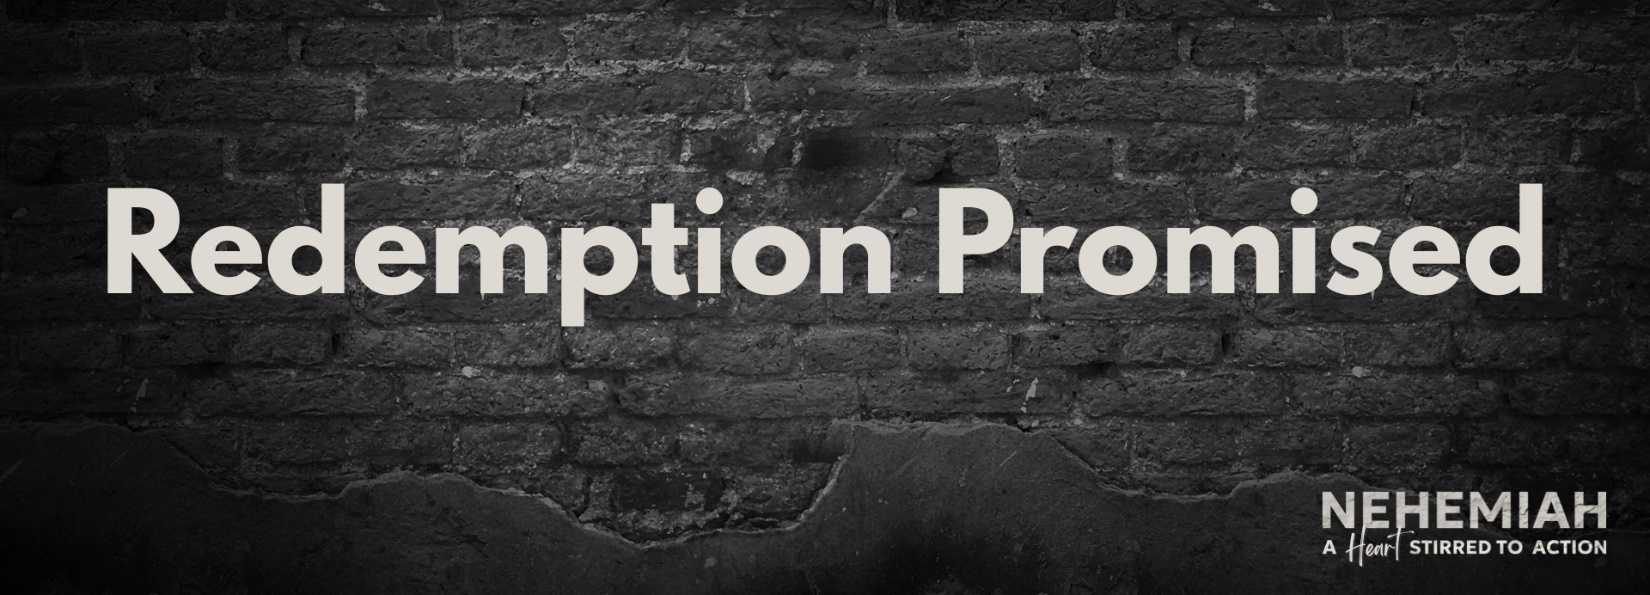 Redemption Promised
NEHEMIAH
A Heart STIRRED TO ACTION